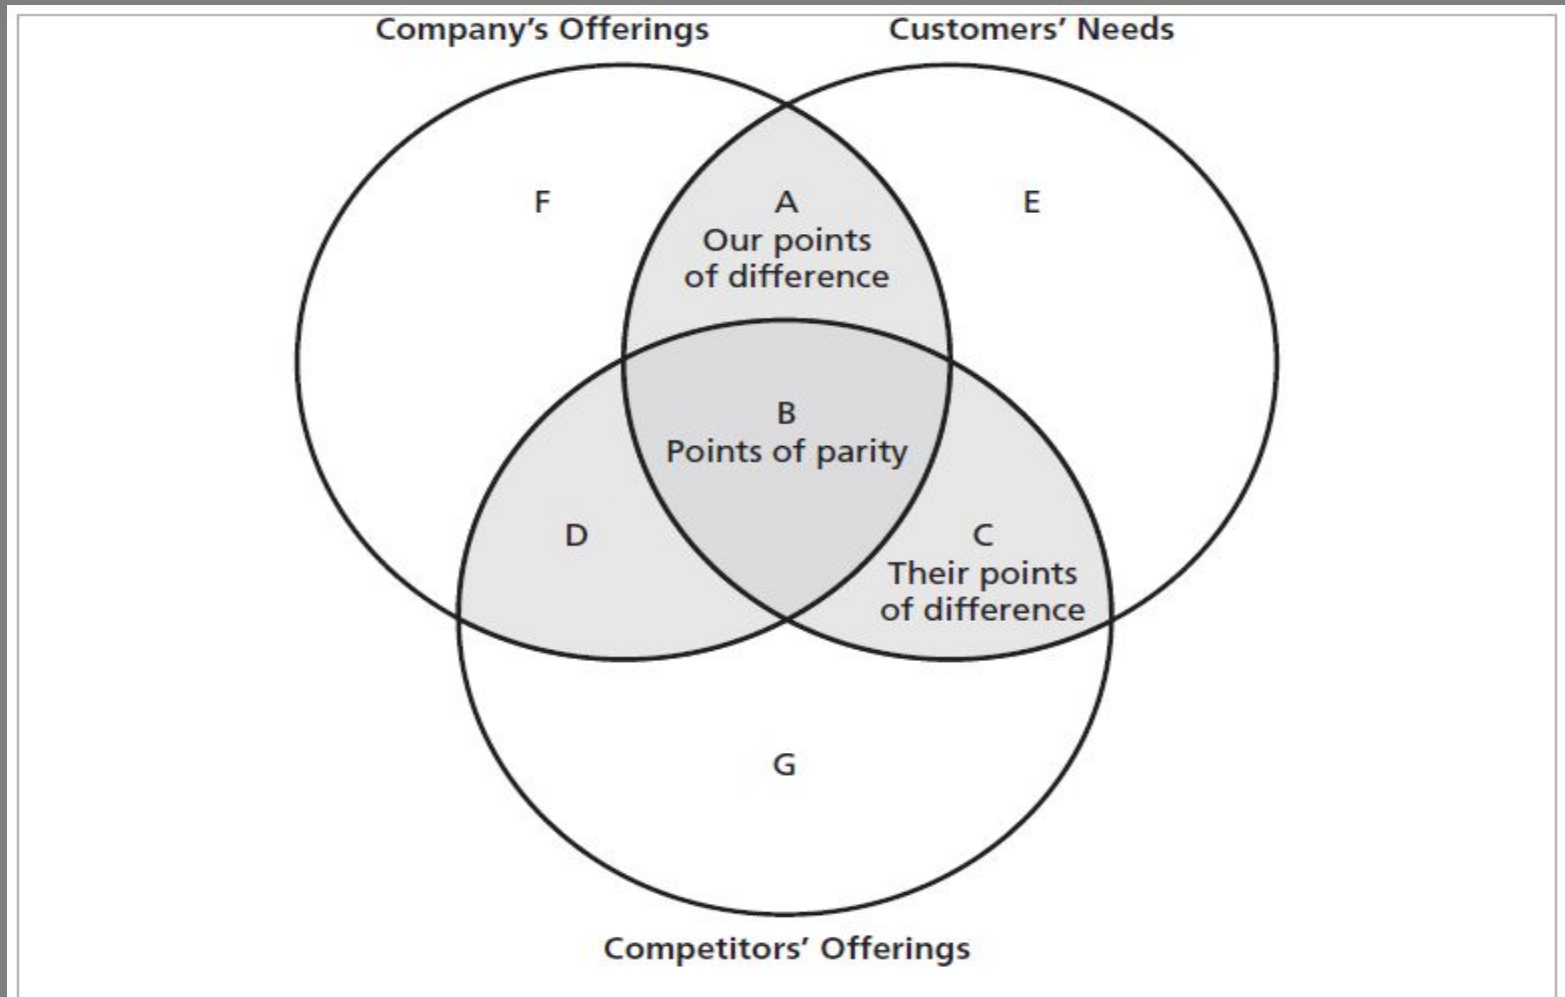 Company’s Offerings
Customers’ Needs
F
A
Our points
of difference
E
B
Points of parity
D
C
Their points
of difference
G
Competitors’ Offerings